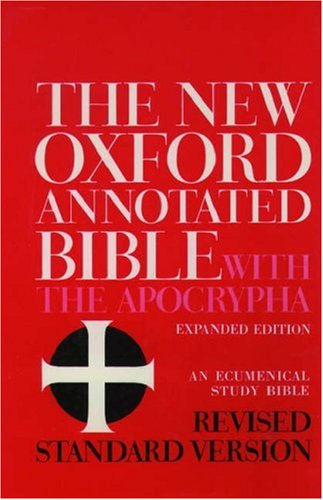 THE NEW
OXFORD
ANNOTATED
BIBLE WITH
THE APOCRYPHA
EXPANDED EDITION
AN ECUMENICAL
STUDY BIBLE
REVISED
STANDARD VERSION